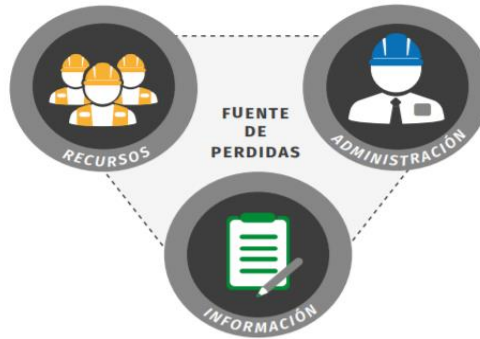 FUENTE
DE
PERDIDAS
RECURSOS
ADMINISTRACIÓN
INFORMACIÓN